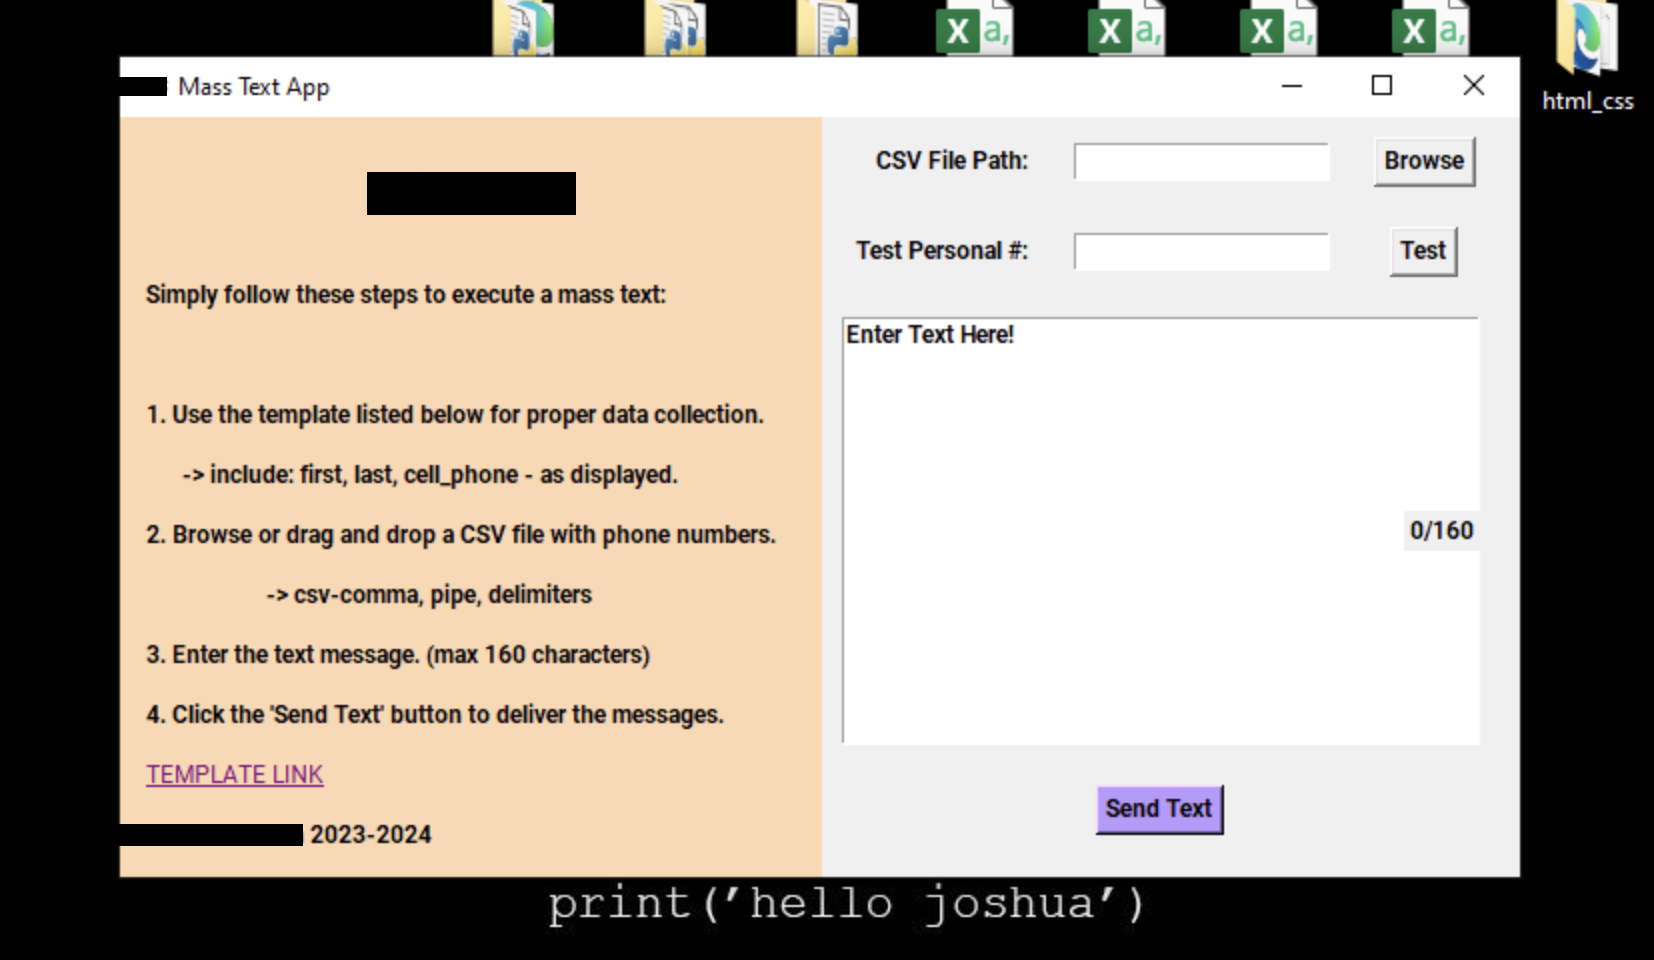 html_css
Mass Text App
CSV File Path:
Browse
Test Personal #:
Test
Simply follow these steps to execute a mass text:
Enter Text Here!
1. Use the template listed below for proper data collection.
-> include: first, last, cell_phone - as displayed.
2. Browse or drag and drop a CSV file with phone numbers.
0/160
-> csv-comma, pipe, delimiters
3. Enter the text message. (max 160 characters)
4. Click the 'Send Text' button to deliver the messages.
TEMPLATE LINK
Send Text
2023-2024
print('hello joshua')